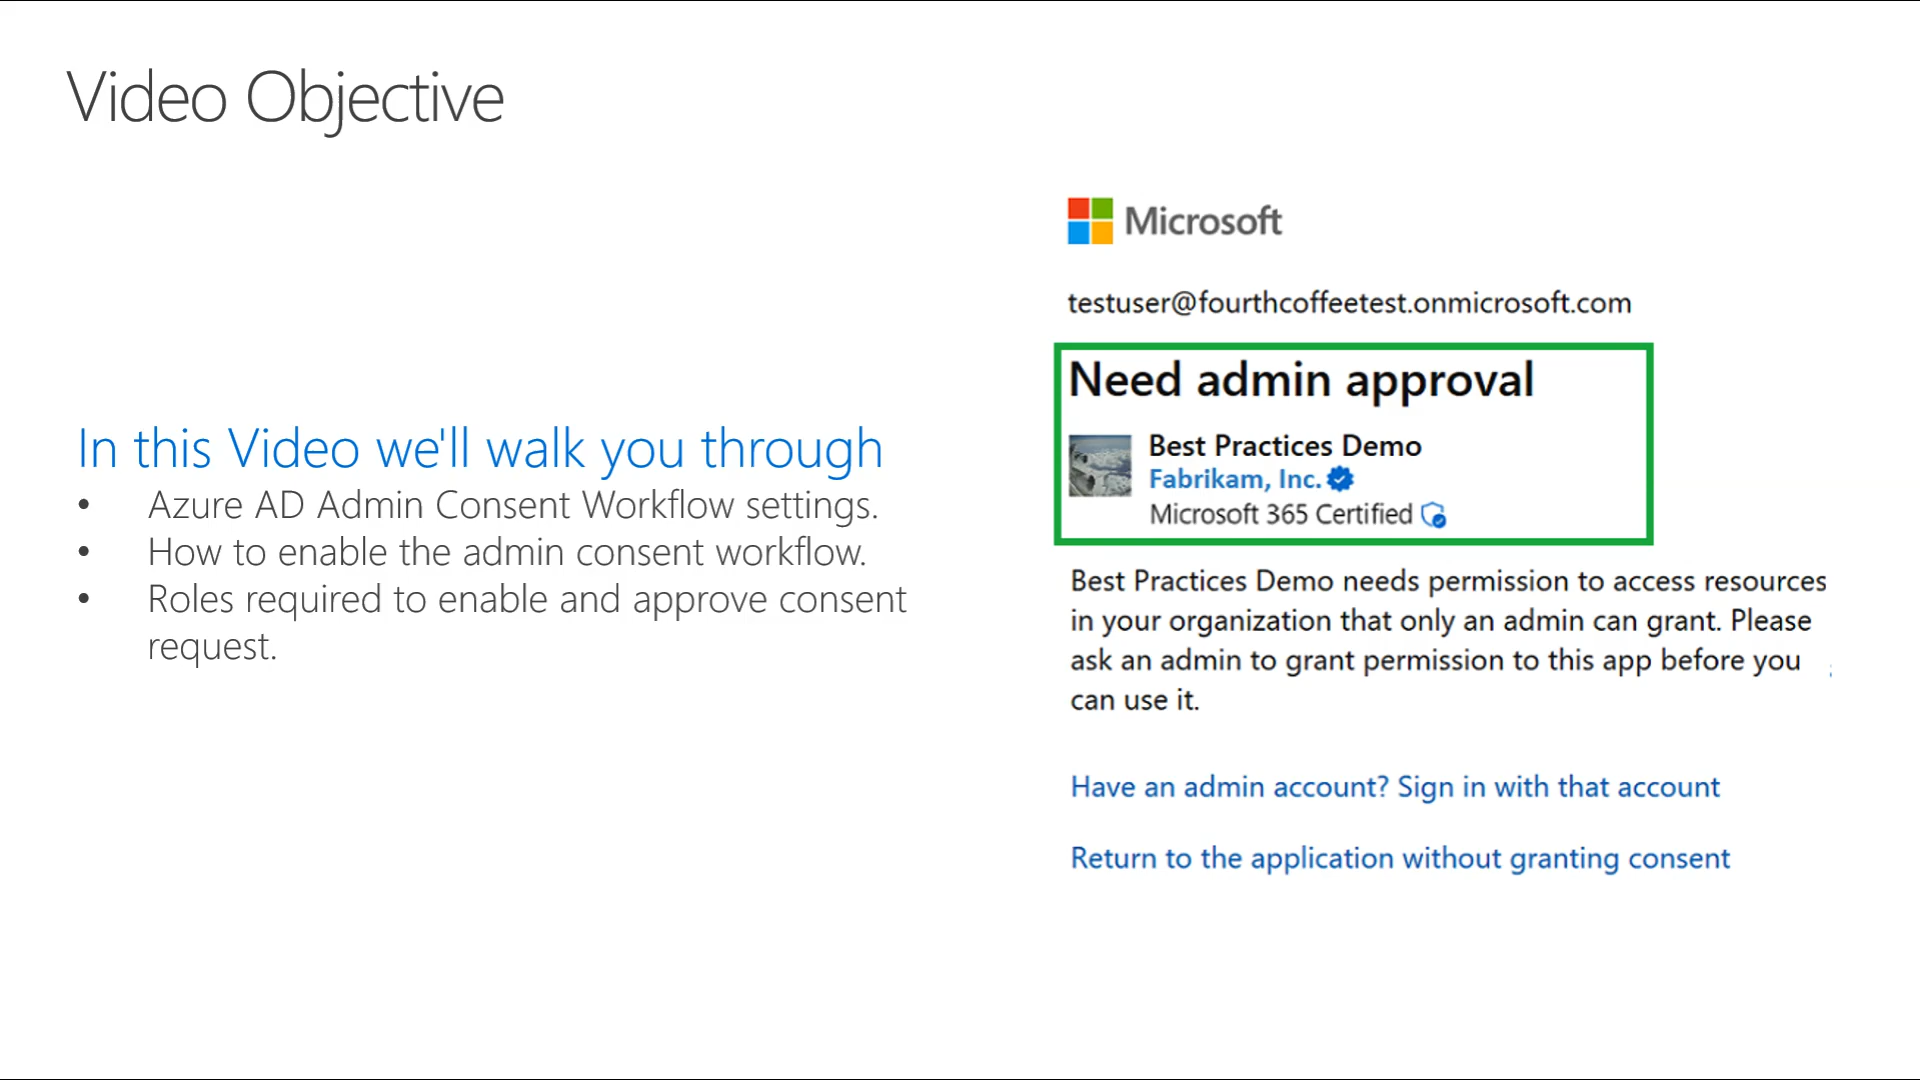 Video Objective
In this Video we'll walk you through
• Azure AD Admin Consent Workflow settings.
• How to enable the admin consent workflow.
• Roles required to enable and approve consent
request.
Microsoft
testuser@fourthcoffeetest.onmicrosoft.com
Need admin approval
Best Practices Demo
Fabrikam, Inc.
Microsoft 365 Certified
Best Practices Demo needs permission to access resources
in your organization that only an admin can grant. Please
ask an admin to grant permission to this app before you
can use it.
Have an admin account? Sign in with that account
Return to the application without granting consent